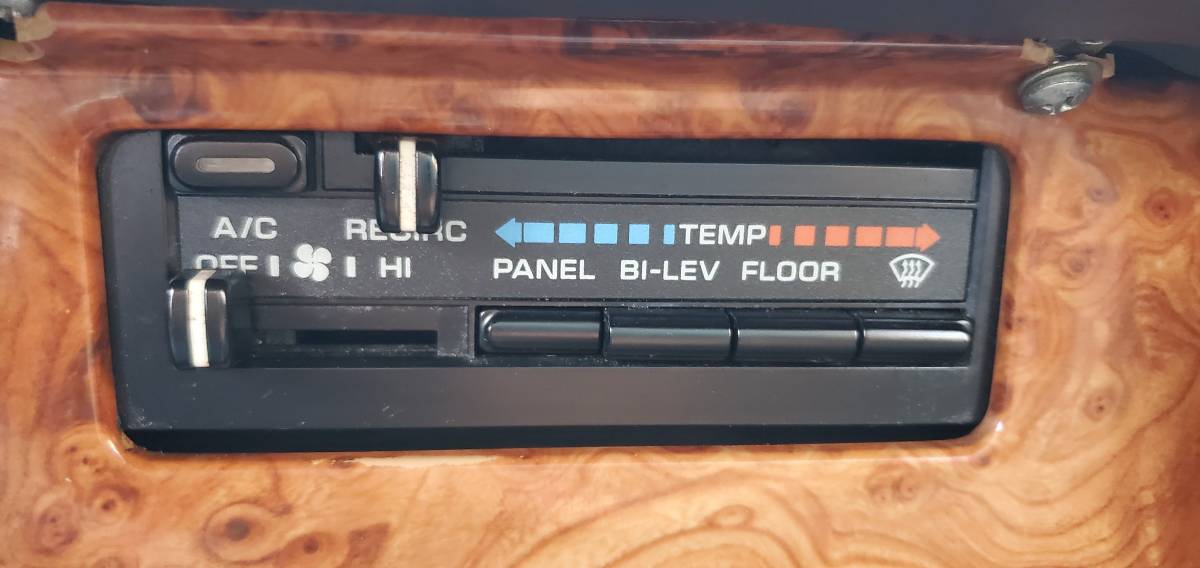 A/C RECIRC TEMP
OFF HI PANEL BI-LEV FLOOR